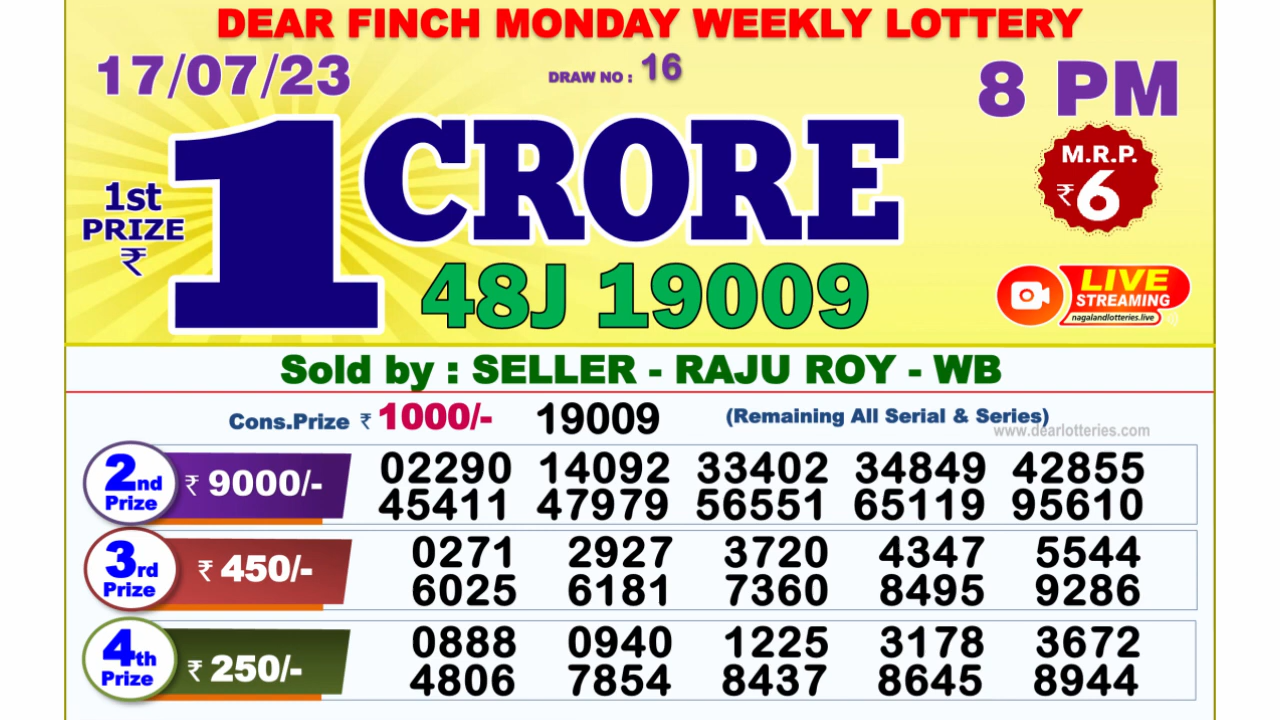 DEAR FINCH MONDAY WEEKLY LOTTERY
17/07/23
DRAW NO : 16
8 PM
1st
PRIZE
₹
1 CRORE
48J 19009
M.R.P.
₹ 6
LIVE
STREAMING
nagalandlotteries.live
Sold by : SELLER - RAJU ROY - WB
Cons.Prize ₹ 1000/- 19009 (Remaining All Serial & Series)
www.dearlotteries.com
2nd
Prize
₹ 9000/-
02290 14092 33402 34849 42855
45411 47979 56551 65119 95610
3rd
Prize
₹ 450/-
0271 2927 3720 4347 5544
6025 6181 7360 8495 9286
4th
Prize
₹ 250/-
0888 0940 1225 3178 3672
4806 7854 8437 8645 8944